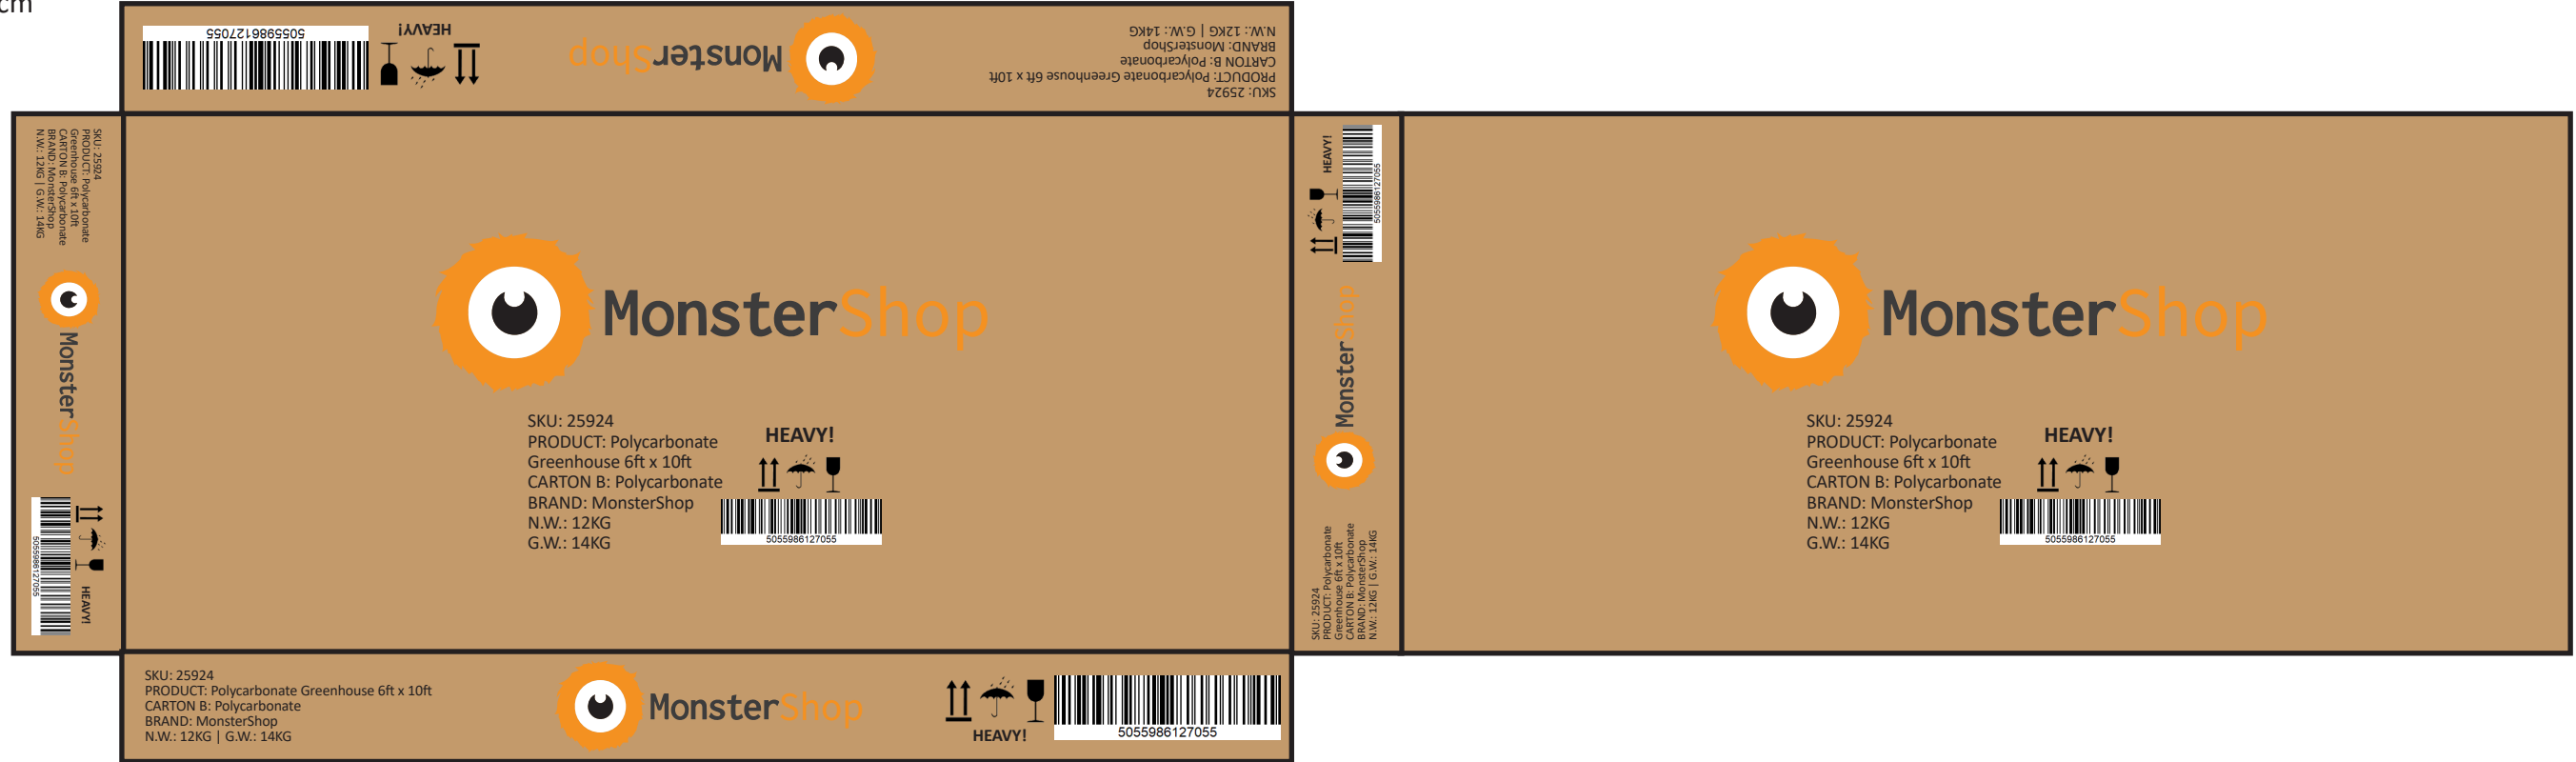 cm
5055986127055
HEAVY!
MonsterShop
SKU: 25924
PRODUCT: Polycarbonate Greenhouse 6ft x 10ft
CARTON B: Polycarbonate
BRAND: MonsterShop
N.W.: 12KG | G.W.: 14KG
SKU: 25924
PRODUCT: Polycarbonate
Greenhouse 6ft x 10ft
CARTON B: Polycarbonate
BRAND: MonsterShop
N.W.: 12KG | G.W.: 14KG
MonsterShop
HEAVY!
5055986127055
MonsterShop
SKU: 25924
PRODUCT: Polycarbonate
Greenhouse 6ft x 10ft
CARTON B: Polycarbonate
BRAND: MonsterShop
N.W.: 12KG
G.W.: 14KG
HEAVY!
5055986127055
HEAVY!
5055986127055
MonsterShop
SKU: 25924
PRODUCT: Polycarbonate
Greenhouse 6ft x 10ft
CARTON B: Polycarbonate
BRAND: MonsterShop
N.W.: 12KG | G.W.: 14KG
MonsterShop
SKU: 25924
PRODUCT: Polycarbonate
Greenhouse 6ft x 10ft
CARTON B: Polycarbonate
BRAND: MonsterShop
N.W.: 12KG
G.W.: 14KG
HEAVY!
5055986127055
SKU: 25924
PRODUCT: Polycarbonate Greenhouse 6ft x 10ft
CARTON B: Polycarbonate
BRAND: MonsterShop
N.W.: 12KG | G.W.: 14KG
MonsterShop
HEAVY!
5055986127055